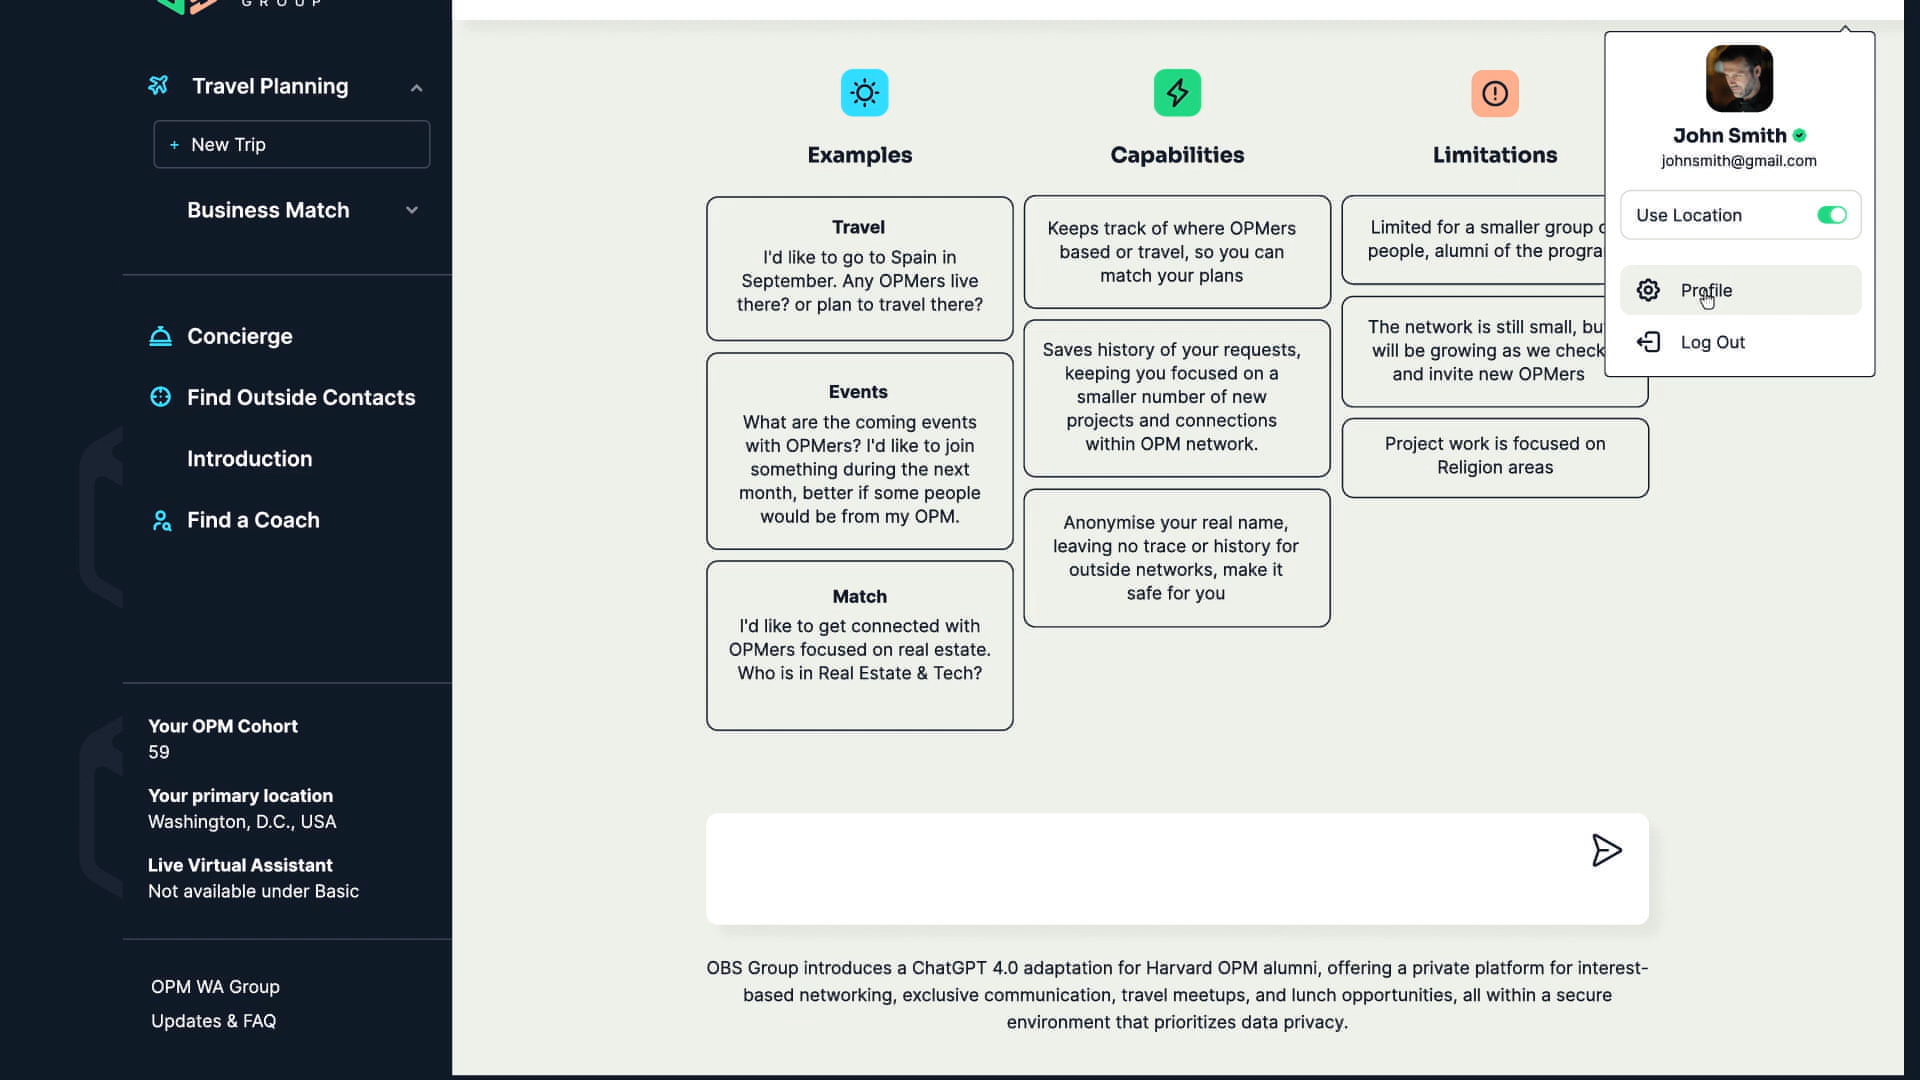 GROUP
Travel Planning
+ New Trip
Business Match
Concierge
Find Outside Contacts
Introduction
Find a Coach
Your OPM Cohort
59
Your primary location
Washington, D.C., USA
Live Virtual Assistant
Not available under Basic
OPM WA Group
Updates & FAQ
Examples
Travel
I'd like to go to Spain in
September. Any OPMers live
there? or plan to travel there?
Events
What are the coming events
with OPMers? I'd like to join
something during the next
month, better if some people
would be from my OPM.
Match
I'd like to get connected with
OPMers focused on real estate.
Who is in Real Estate & Tech?
Capabilities
Keeps track of where OPMers
based or travel, so you can
match your plans
Saves history of your requests,
keeping you focused on a
smaller number of new
projects and connections
within OPM network.
Anonymise your real name,
leaving no trace or history for
outside networks, make it
safe for you
Limitations
Limited for a smaller group
people, alumni of the
The network is still small,
will be growing as we check
and invite new OPMers
Project work is focused on
Religion areas
John Smith
johnsmith@gmail.com
Use Location
Profile
Log Out
OBS Group introduces a ChatGPT 4.0 adaptation for Harvard OPM alumni, offering a private platform for interest-
based networking, exclusive communication, travel meetups, and lunch opportunities, all within a secure
environment that prioritizes data privacy.